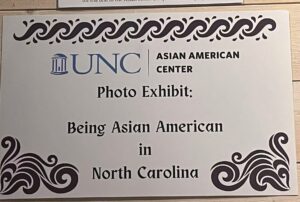 UNC ASIAN AMERICAN
CENTER
Photo Exhibit:
Being Asian American
in
North Carolina